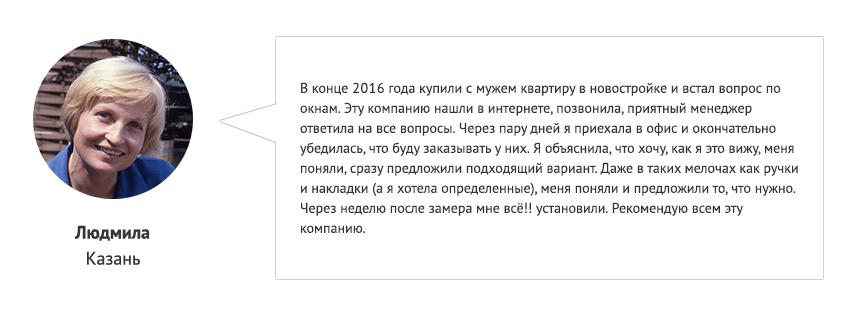 В конце 2016 года купили с мужем квартиру в новостройке и встал вопрос по
окнам. Эту компанию нашли в интернете, позвонила, приятный менеджер
ответила на все вопросы. Через пару дней я приехала в офис и окончательно
убедилась, что буду заказывать у них. Я объяснила, что хочу, как я это вижу, меня
поняли, сразу предложили подходящий вариант. Даже в таких мелочах как ручки
и накладки (а я хотела определенные), меня поняли и предложили то, что нужно.
Через неделю после замера мне всё!! установили. Рекомендую всем эту
компанию.
Людмила
Казань